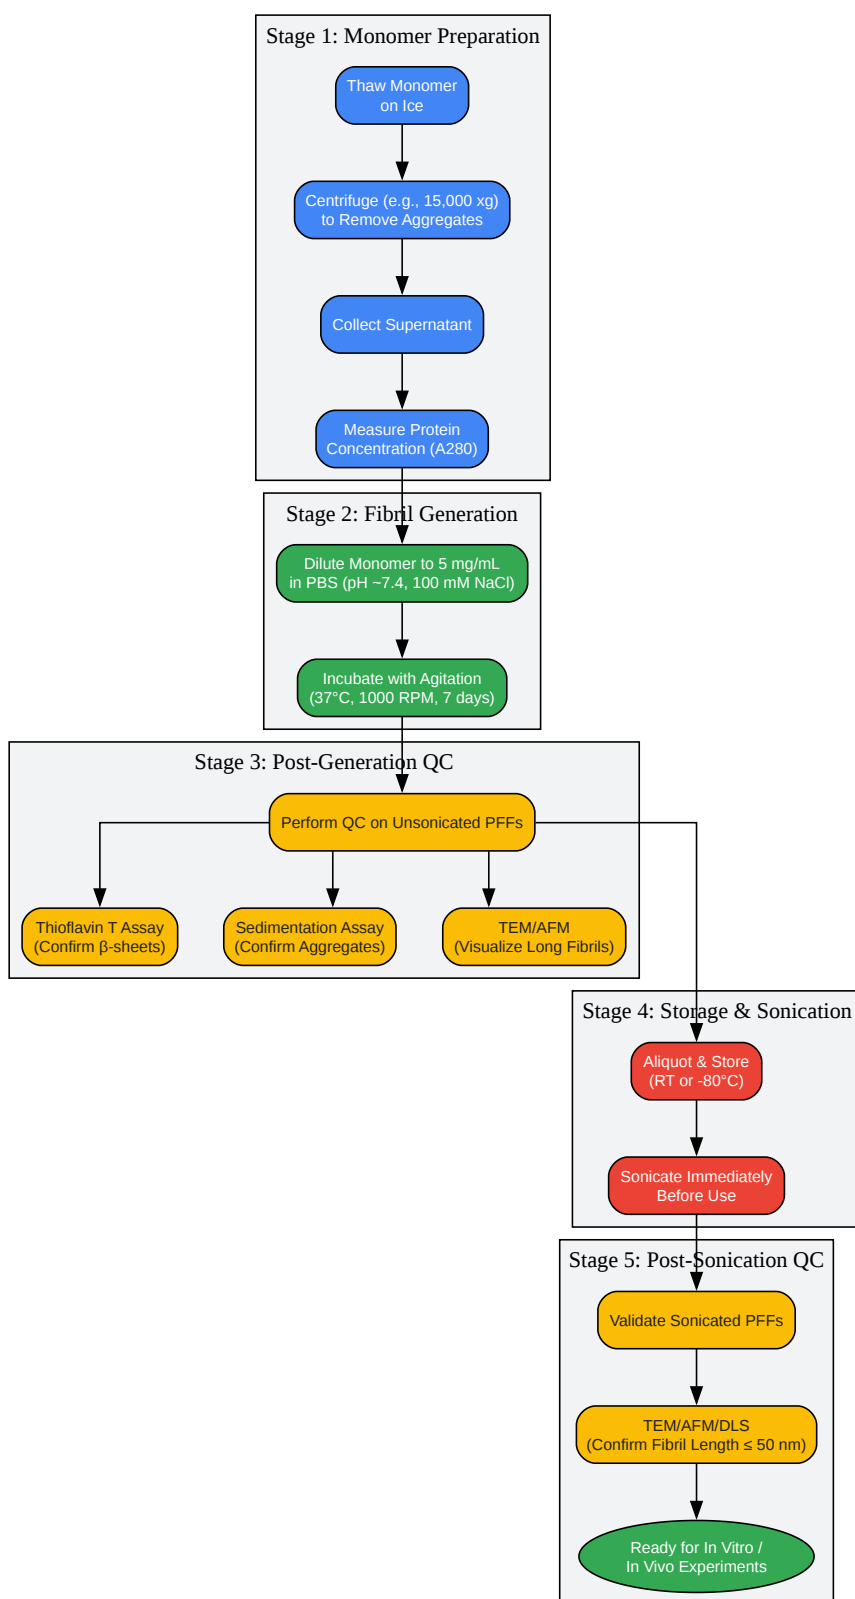 Stage 1: Monomer Preparation
Thaw Monomer
on Ice
Centrifuge (e.g., 15,000 xg)
to Remove Aggregates
Collect Supernatant
Measure Protein
Concentration (A280)
Stage 2: Fibril Generation
Dilute Monomer to 5 mg/mL
in PBS (pH ~7.4, 100 mM NaCl)
Incubate with Agitation
(37°C, 1000 RPM, 7 days)
Stage 3: Post-Generation QC
Perform QC on Unsonicated PFFs
Thioflavin T Assay
(Confirm β-sheets)
Sedimentation Assay
(Confirm Aggregates)
TEM/AFM
(Visualize Long Fibrils)
Stage 4: Storage & Sonication
Aliquot & Store
(RT or -80°C)
Sonicate Immediately
Before Use
Stage 5: Post-Sonication QC
Validate Sonicated PFFs
TEM/AFM/DLS
(Confirm Fibril Length ≤ 50 nm)
Ready for In Vitro /
In Vivo Experiments